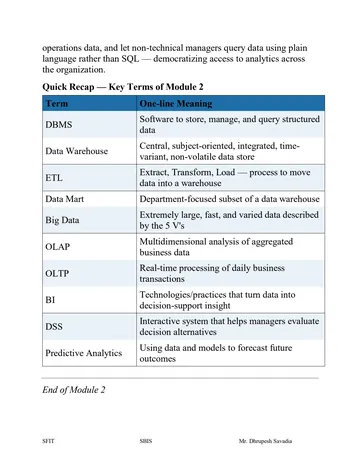 operations data, and let non-technical managers query data using plain
language rather than SQL — democratizing access to analytics across
the organization.
Quick Recap — Key Terms of Module 2
Term One-line Meaning
DBMS Software to store, manage, and query structured
data
Data Warehouse Central, subject-oriented, integrated, time-
variant, non-volatile data store
ETL Extract, Transform, Load — process to move
data into a warehouse
Data Mart Department-focused subset of a data warehouse
Big Data Extremely large, fast, and varied data described
by the 5 V's
OLAP Multidimensional analysis of aggregated
business data
OLTP Real-time processing of daily business
transactions
BI Technologies/practices that turn data into
decision-support insight
DSS Interactive system that helps managers evaluate
decision alternatives
Predictive Analytics Using data and models to forecast future
outcomes
End of Module 2
SFIT SBIS Mr. Dhrupesh Savadia